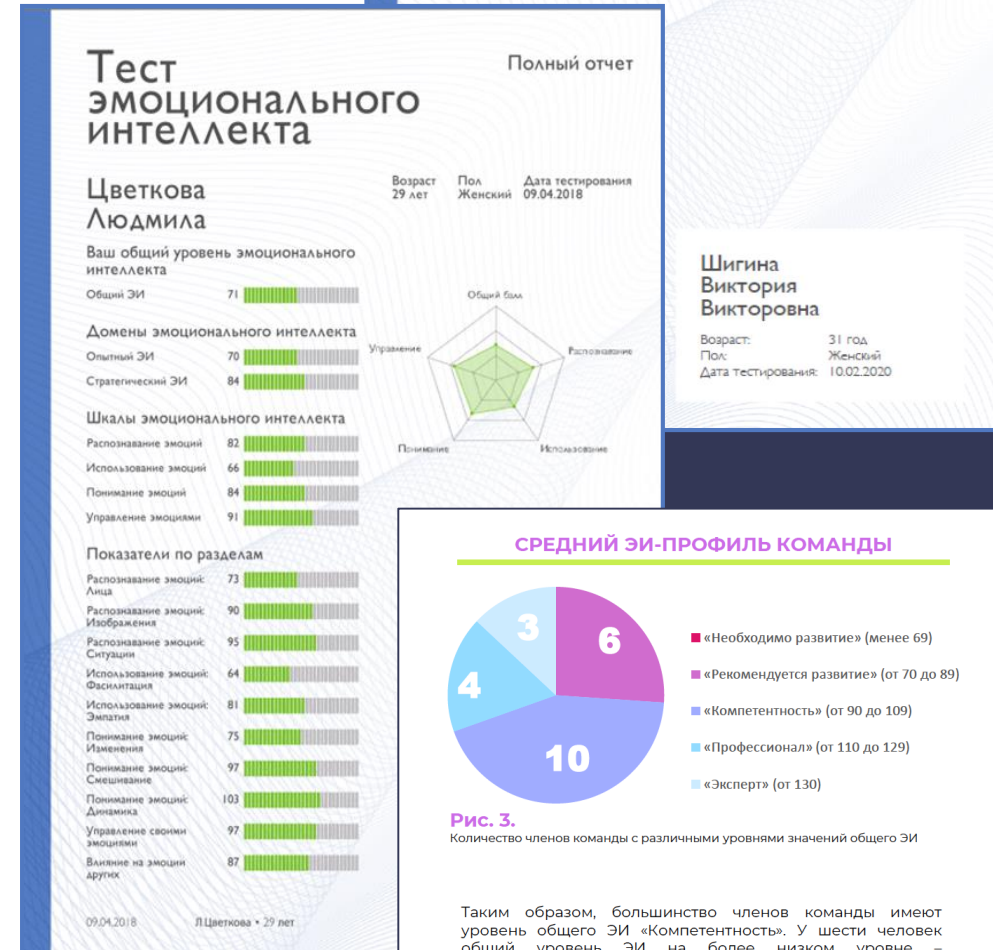 Тест
эмоционального
интеллекта
Полный отчет
Цветкова
Людмила
Возраст
29 лет
Пол
Женский
Дата тестирования
09.04.2018
Ваш общий уровень эмоционального
интеллекта
Общий ЭИ 71
Домены эмоционального интеллекта
Опытный ЭИ 70
Стратегический ЭИ 84
Шкалы эмоционального интеллекта
Распознавание эмоций 82
Использование эмоций 66
Понимание эмоций 84
Управление эмоциями 91
Показатели по разделам
Распознавание эмоций: 73
Лица
Распознавание эмоций: 90
Изображения
Распознавание эмоций: 95
Ситуации
Использование эмоций: 64
Фасилитация
Использование эмоций: 81
Эмпатия
Понимание эмоций: 75
Изменения
Понимание эмоций: 97
Смешивание
Понимание эмоций: 103
Динамика
Управление своими 97
эмоциями
Влияние на эмоции 87
других
09.04.2018 Л.Цветкова • 29 лет
Общий балл
Управление
Распознавание
Понимание
Использование
Шигина
Виктория
Викторовна
Возраст: 31 год
Пол: Женский
Дата тестирования: 10.02.2020
СРЕДНИЙ ЭИ-ПРОФИЛЬ КОМАНДЫ
3
6
4
10
«Необходимо развитие» (менее 69)
«Рекомендуется развитие» (от 70 до 89)
«Компетентность» (от 90 до 109)
«Профессионал» (от 110 до 129)
«Эксперт» (от 130)
Рис. 3.
Количество членов команды с различными уровнями значений общего ЭИ
Таким образом, большинство членов команды имеют
уровень общего ЭИ «Компетентность». У шести человек
общий уровень ЭИ на более низком уровне –